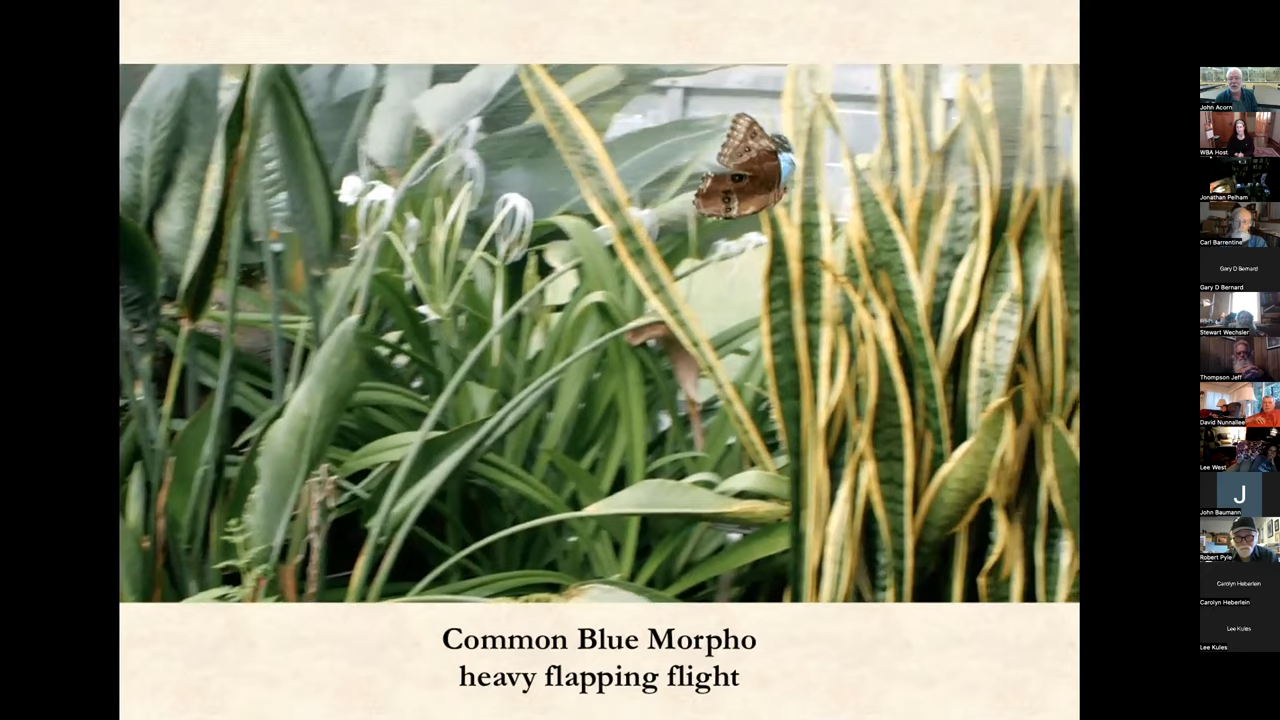 Common Blue Morpho
heavy flapping flight
John Acorn
WBA Host
Jonathan Pelham
Carl Barrentine
Gary D Bernard
Gary D Bernard
Stewart Wechsler
Thompson Jeff
David Nunnallee
Lee West
J
John Baumann
Robert Pyle
Carolyn Heberlein
Carolyn Heberlein
Lee Kules
Lee Kules